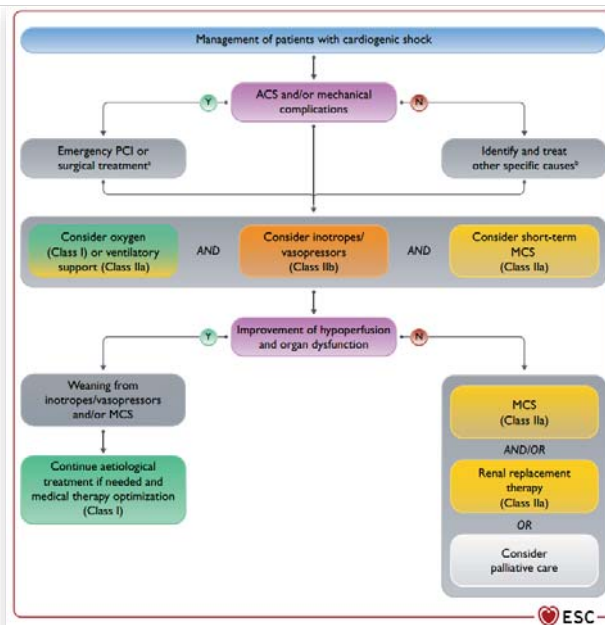 Management of patients with cardiogenic shock
ACS and/or mechanical
complications
Y
N
Emergency PCI or
surgical treatmentᵃ
Identify and treat
other specific causesᵇ
Consider oxygen
(Class I) or ventilatory
support (Class IIa)
AND
Consider inotropes/
vasopressors
(Class IIb)
AND
Consider short-term
MCS
(Class IIa)
Improvement of hypoperfusion
and organ dysfunction
Y
N
Weaning from
inotropes/vasopressors
and/or MCS
Continue aetiological
treatment if needed and
medical therapy optimization
(Class I)
MCS
(Class IIa)
AND/OR
Renal replacement
therapy
(Class IIa)
OR
Consider
palliative care
ESC